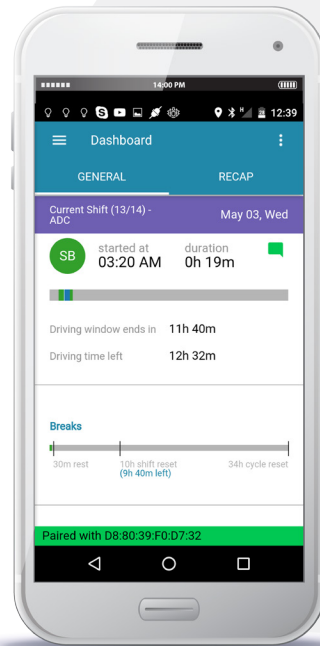 14:00 PM
H
12:39
Dashboard
GENERAL RECAP
Current Shift (13/14) -
ADC
May 03, Wed
SB
started at duration
03:20 AM 0h 19m
Driving window ends in 11h 40m
Driving time left 12h 32m
Breaks
30m rest 10h shift reset 34h cycle reset
(9h 40m left)
Paired with D8:80:39:F0:D7:32